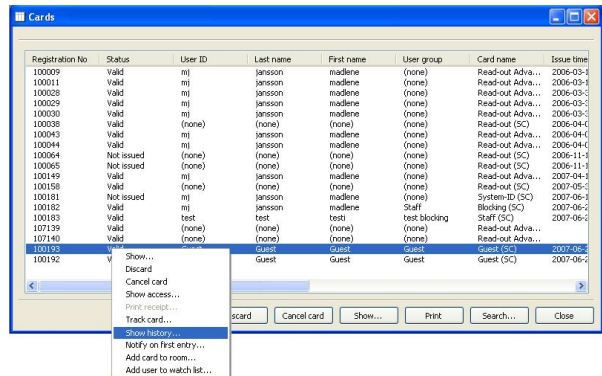 Cards
Registration No Status User ID Last name First name User group Card name Issue time
100009 Valid mj jansson madlene (none) Read-out Adva... 2006-03-1
100011 Valid mj jansson madlene (none) Read-out Adva... 2006-03-
100028 Valid mj jansson madlene (none) Read-out Adva... 2006-03-3
100029 Valid mj jansson madlene (none) Read-out Adva... 2006-03-3
100030 Valid mj jansson madlene (none) Read-out Adva... 2006-03-3
100038 Valid (none) (none) (none) (none) Read-out (SC) 2006-04-0
100043 Valid mj jansson madlene (none) Read-out Adva... 2006-04-0
100044 Valid mj jansson madlene (none) Read-out Adva... 2006-04-0
100064 Not issued (none) (none) (none) (none) Read-out (SC) 2006-11-1
100065 Not issued (none) (none) (none) (none) Read-out (SC) 2006-11-1
100149 Valid mj jansson madlene (none) Read-out Adva... 2007-04-1
100158 Valid (none) (none) (none) (none) Read-out (SC) 2007-05-3
100181 Not issued mj jansson madlene (none) System-ID (SC) 2007-06-1
100182 Valid mj jansson madlene Staff Blocking (SC) 2007-06-2
100183 Valid test test testi test blocking Staff (SC) 2007-06-2
107139 Valid (none) (none) (none) (none) Read-out Adva...
107140 Valid (none) (none) (none) (none) Read-out Adva...
100193 Valid Guest Guest Guest Guest Guest (SC) 2007-06-2
100192 V Guest Guest Guest Guest (SC) 2007-06-2
Show...
Discard
Cancel card
Show access...
Print receipt...
Track card...
Show history...
Notify on first entry...
Add card to room...
Add user to watch list...
scard Cancel card Show... Print Search... Close